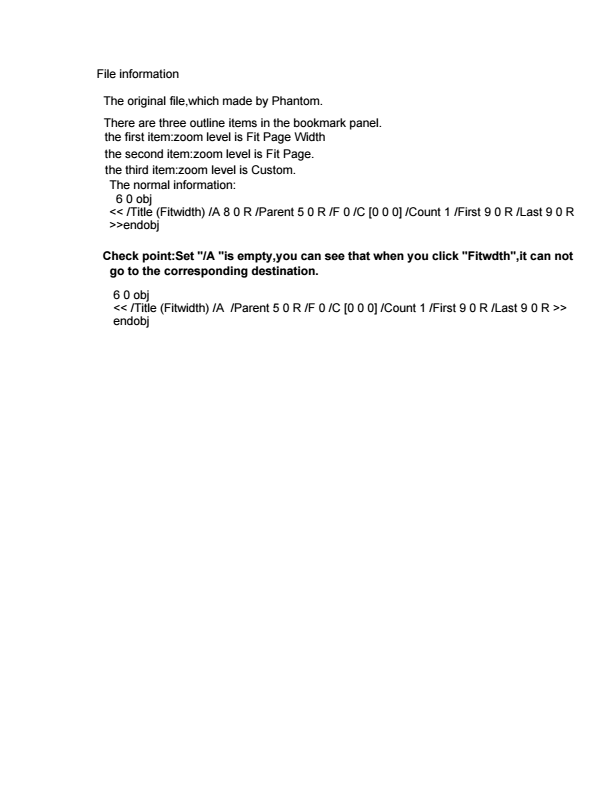 File information
The original file,which made by Phantom.
There are three outline items in the bookmark panel.
the first item:zoom level is Fit Page Width
the second item:zoom level is Fit Page.
the third item:zoom level is Custom.
The normal information:
6 0 obj
<< /Title (Fitwidth) /A 8 0 R /Parent 5 0 R /F 0 /C [0 0 0] /Count 1 /First 9 0 R /Last 9 0 R
>>endobj
Check point:Set "/A "is empty,you can see that when you click "Fitwdth",it can not
go to the corresponding destination.
6 0 obj
<< /Title (Fitwidth) /A  /Parent 5 0 R /F 0 /C [0 0 0] /Count 1 /First 9 0 R /Last 9 0 R >>
endobj